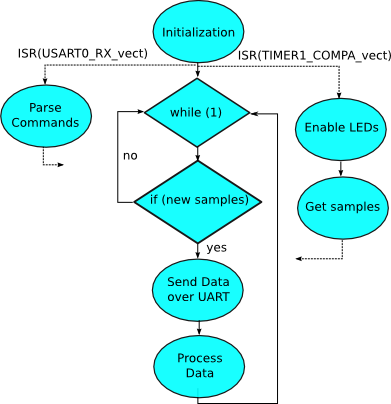 Initialization
ISR(USART0_RX_vect)
ISR(TIMER1_COMPA_vect)
Parse
Commands
while (1)
Enable LEDs
no
if (new samples)
Get samples
yes
Send Data
over UART
Process
Data